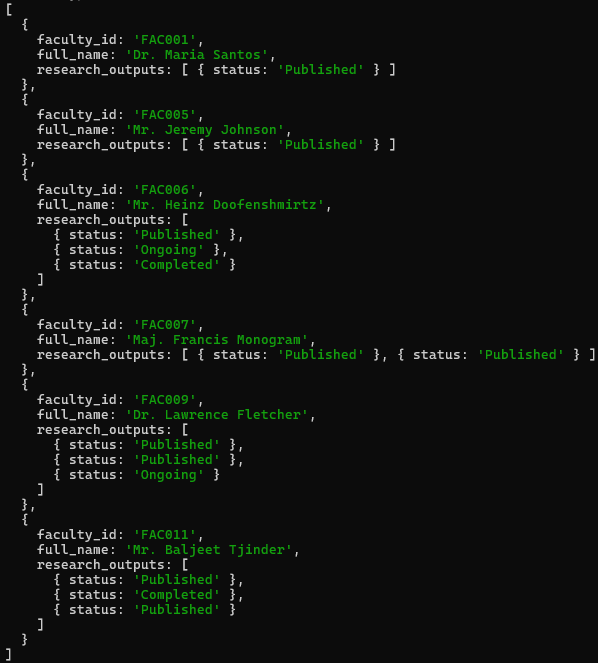 [
  {
    faculty_id: 'FAC001',
    full_name: 'Dr. Maria Santos',
    research_outputs: [ { status: 'Published' } ]
  },
  {
    faculty_id: 'FAC005',
    full_name: 'Mr. Jeremy Johnson',
    research_outputs: [ { status: 'Published' } ]
  },
  {
    faculty_id: 'FAC006',
    full_name: 'Mr. Heinz Doofenshmirtz',
    research_outputs: [
      { status: 'Published' },
      { status: 'Ongoing' },
      { status: 'Completed' }
    ]
  },
  {
    faculty_id: 'FAC007',
    full_name: 'Maj. Francis Monogram',
    research_outputs: [ { status: 'Published' }, { status: 'Published' } ]
  },
  {
    faculty_id: 'FAC009',
    full_name: 'Dr. Lawrence Fletcher',
    research_outputs: [
      { status: 'Published' },
      { status: 'Published' },
      { status: 'Ongoing' }
    ]
  },
  {
    faculty_id: 'FAC011',
    full_name: 'Mr. Baljeet Tjinder',
    research_outputs: [
      { status: 'Published' },
      { status: 'Completed' },
      { status: 'Published' }
    ]
  }
]